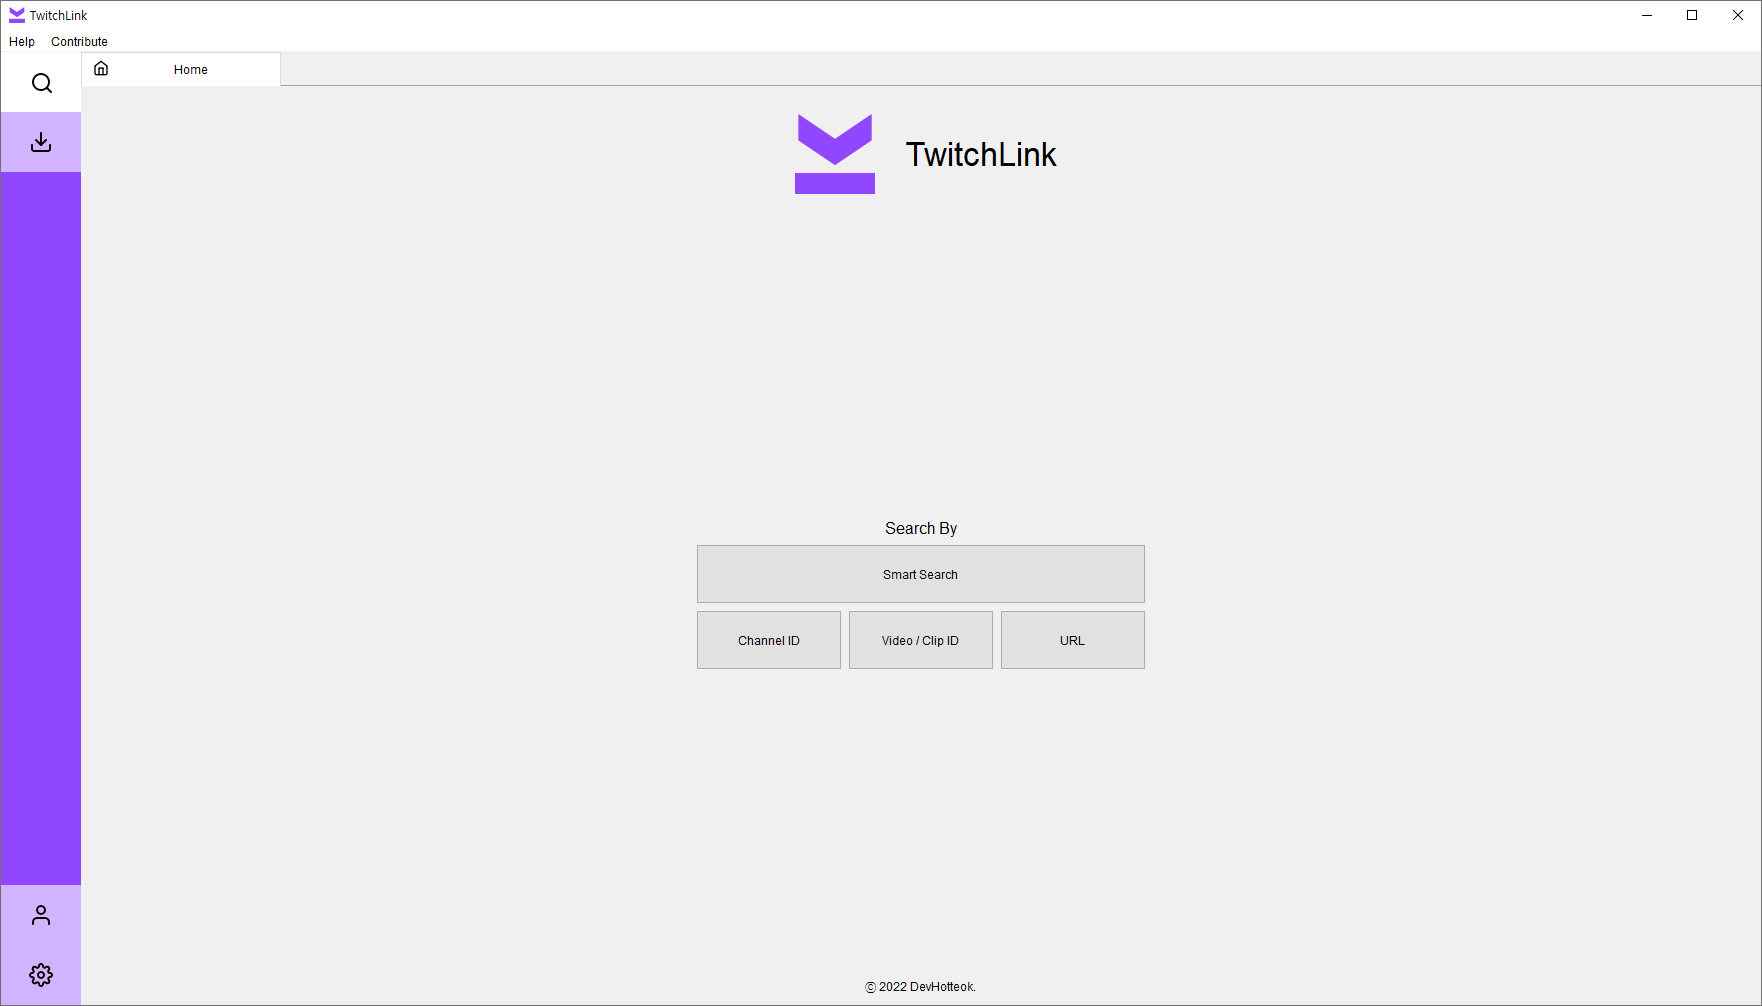 TwitchLink
Help Contribute
Home
TwitchLink
Search By
Smart Search
Channel ID Video / Clip ID URL
© 2022 DevHotteok.